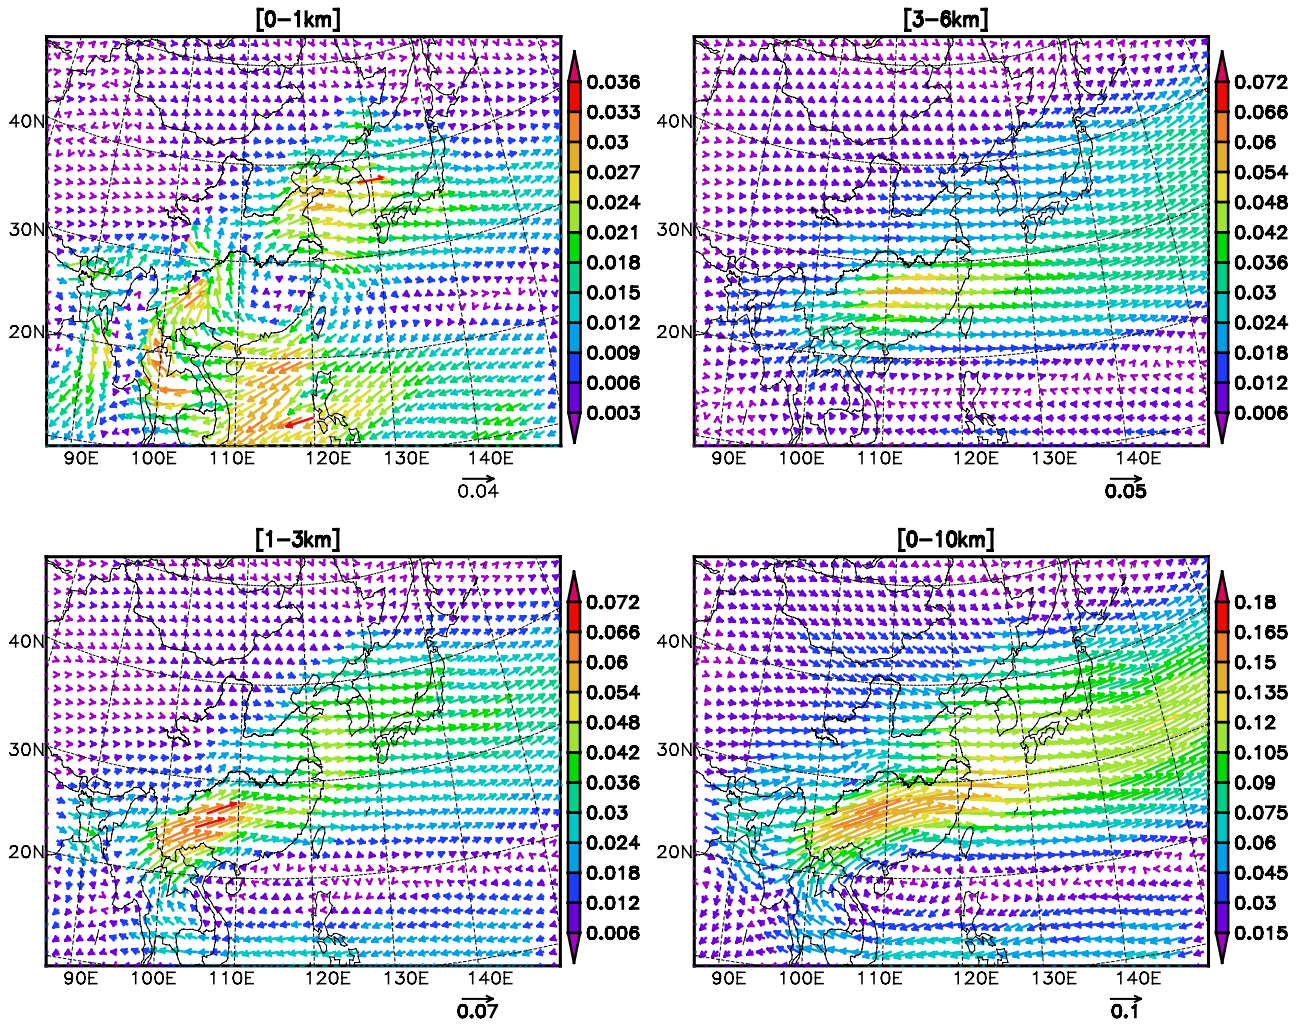 [0-1km]
40N
30N
20N
90E 100E 110E 120E 130E 140E
0.04
0.036
0.033
0.03
0.027
0.024
0.021
0.018
0.015
0.012
0.009
0.006
0.003
[3-6km]
40N
30N
20N
90E 100E 110E 120E 130E 140E
0.05
0.072
0.066
0.06
0.054
0.048
0.042
0.036
0.03
0.024
0.018
0.012
0.006
[1-3km]
40N
30N
20N
90E 100E 110E 120E 130E 140E
0.07
0.072
0.066
0.06
0.054
0.048
0.042
0.036
0.03
0.024
0.018
0.012
0.006
[0-10km]
40N
30N
20N
90E 100E 110E 120E 130E 140E
0.1
0.18
0.165
0.15
0.135
0.12
0.105
0.09
0.075
0.06
0.045
0.03
0.015